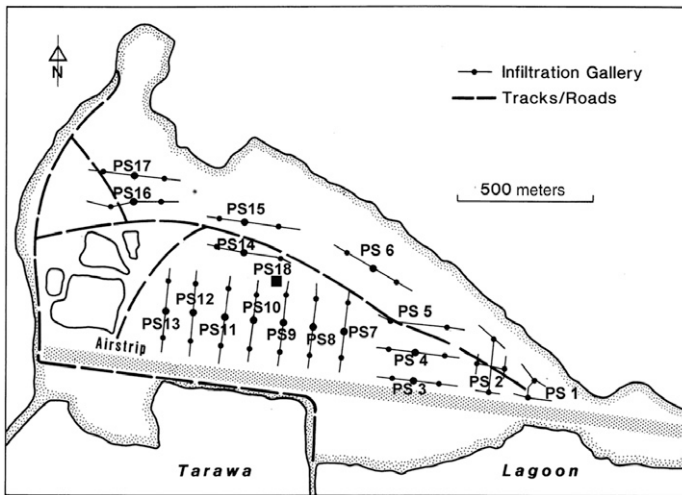 N
Infiltration Gallery
Tracks/Roads
500 meters
PS17
PS16
PS15
PS14
PS 6
PS18
PS12
PS10
PS 5
PS13
PS11
PS9
PS8
PS7
Airstrip
PS 4
PS 2
PS 3
PS 1
Tarawa
Lagoon